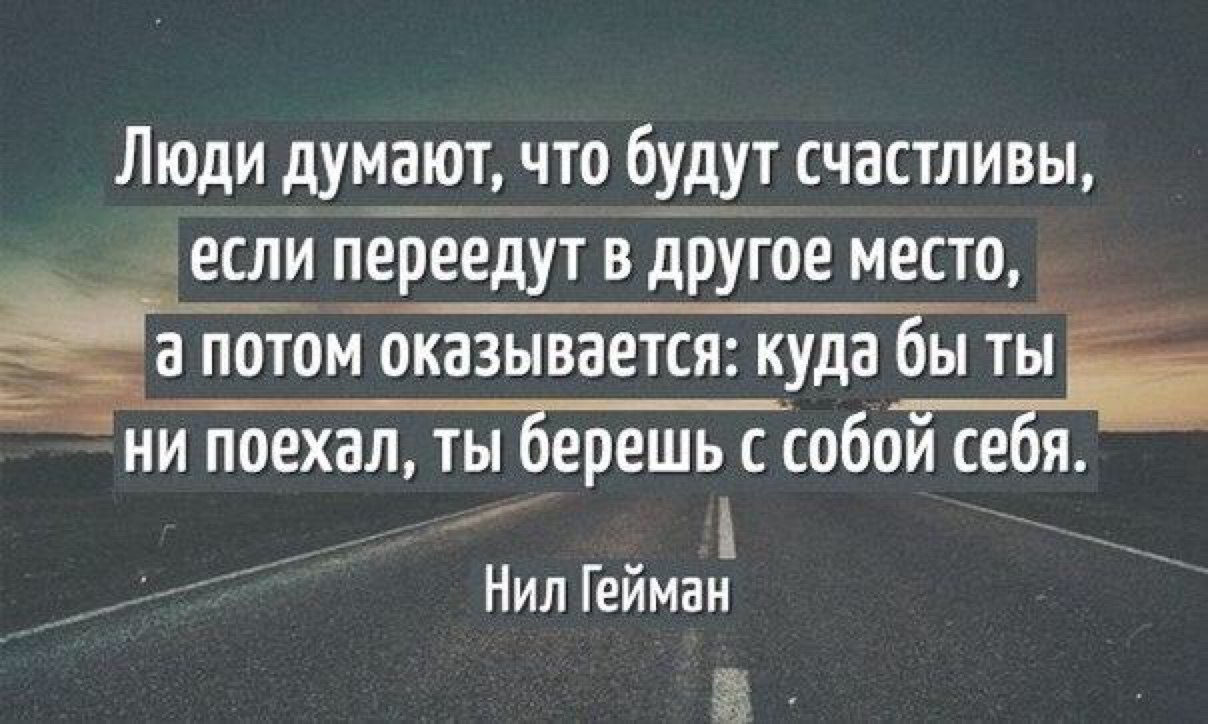 Люди думают, что будут счастливы,
если переедут в другое место,
а потом оказывается: куда бы ты
ни поехал, ты берешь с собой себя.
Нил Гейман